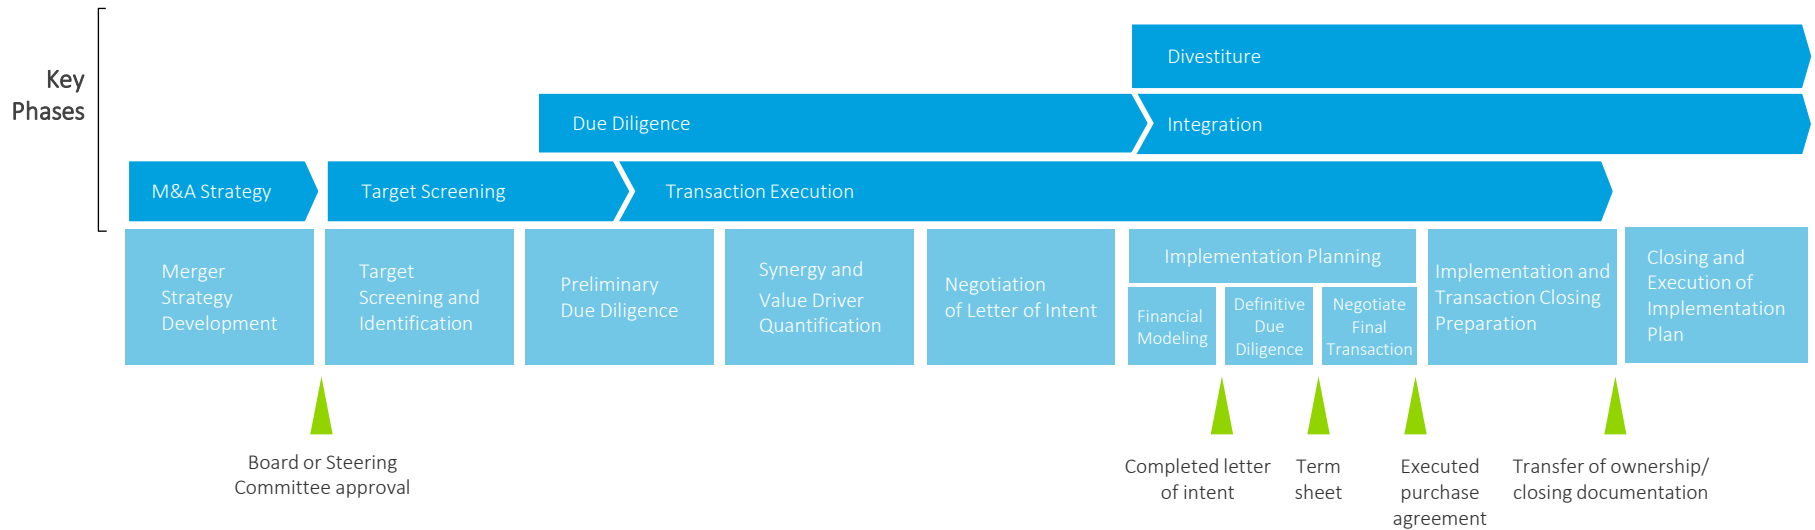 Key
Phases
Divestiture
Due Diligence
Integration
M&A Strategy
Target Screening
Transaction Execution
Merger
Strategy
Development
Target
Screening and
Identification
Preliminary
Due Diligence
Synergy and
Value Driver
Quantification
Negotiation
of Letter of Intent
Implementation Planning
Financial
Modeling
Definitive
Due
Diligence
Negotiate
Final
Transaction
Implementation and
Transaction Closing
Preparation
Closing and
Execution of
Implementation
Plan
Board or Steering
Committee approval
Completed letter
of intent
Term
sheet
Executed
purchase
agreement
Transfer of ownership/
closing documentation